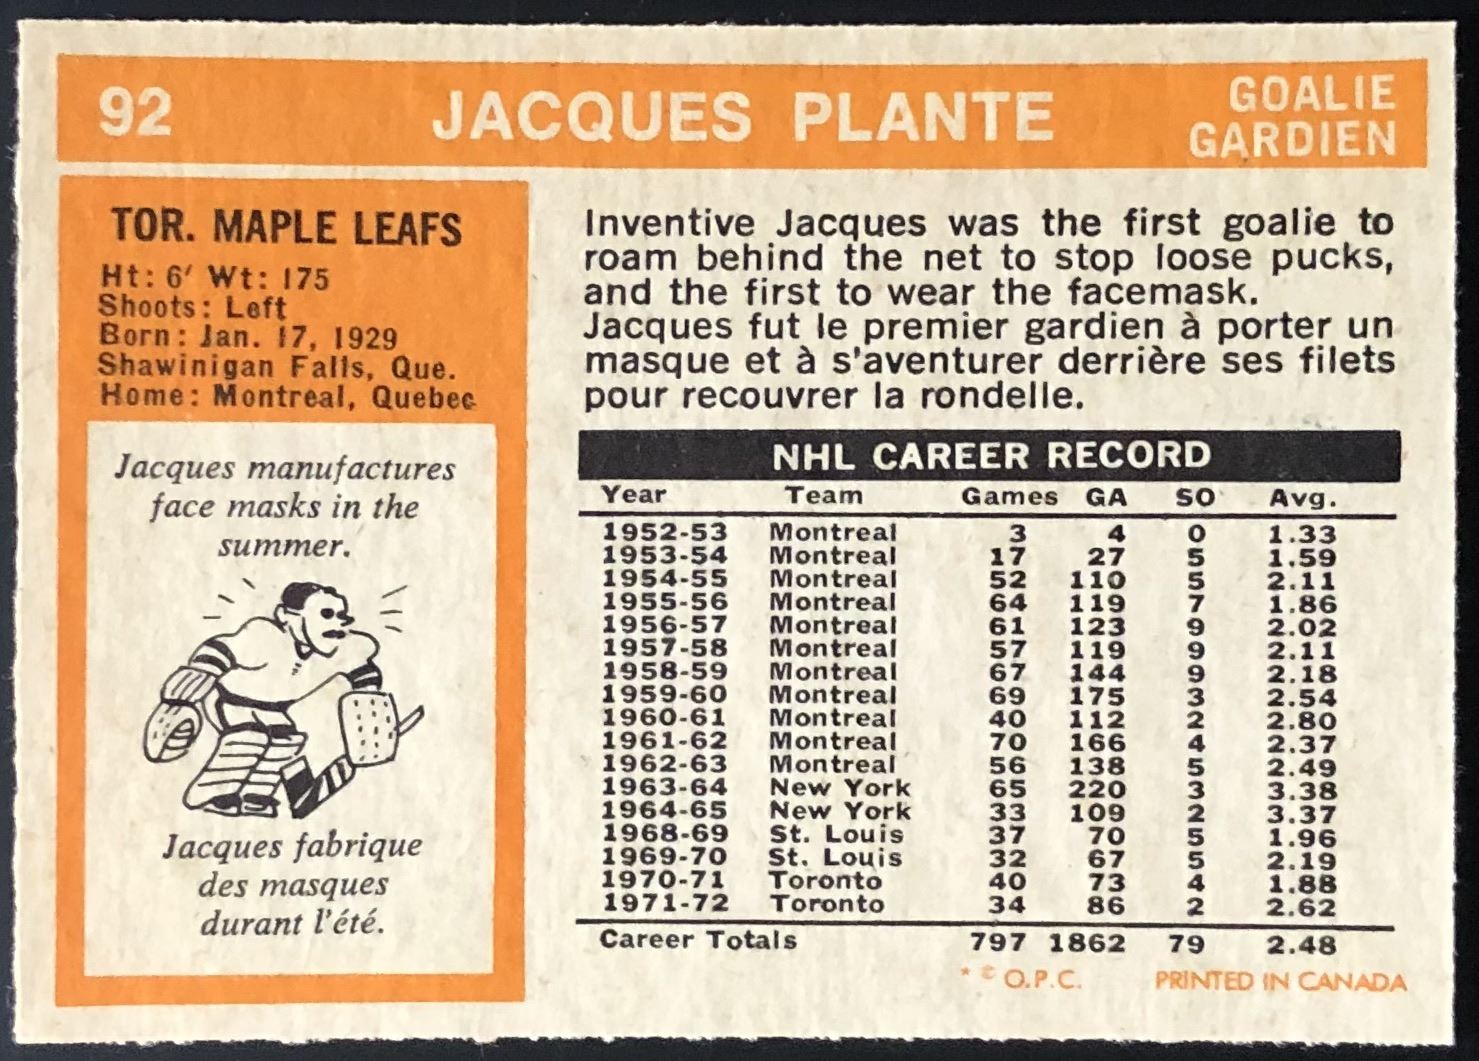 92 JACQUES PLANTE GOALIE
GARDIEN
TOR. MAPLE LEAFS
Ht: 6' Wt: 175
Shoots: Left
Born: Jan. 17, 1929
Shawinigan Falls, Que.
Home: Montreal, Quebec
Jacques manufactures
face masks in the
summer.
Jacques fabrique
des masques
durant l'été.
Inventive Jacques was the first goalie to
roam behind the net to stop loose pucks,
and the first to wear the facemask.
Jacques fut le premier gardien à porter un
masque et à s'aventurer derrière ses filets
pour recouvrer la rondelle.
NHL CAREER RECORD
Year Team Games GA SO Avg.
1952-53 Montreal 3 4 0 1.33
1953-54 Montreal 17 27 5 1.59
1954-55 Montreal 52 110 5 2.11
1955-56 Montreal 64 119 7 1.86
1956-57 Montreal 61 123 9 2.02
1957-58 Montreal 57 119 9 2.11
1958-59 Montreal 67 144 9 2.18
1959-60 Montreal 69 175 3 2.54
1960-61 Montreal 40 112 2 2.80
1961-62 Montreal 70 166 4 2.37
1962-63 Montreal 56 138 5 2.49
1963-64 New York 65 220 3 3.38
1964-65 New York 33 109 2 3.37
1968-69 St. Louis 37 70 5 1.96
1969-70 St. Louis 32 67 5 2.19
1970-71 Toronto 40 73 4 1.88
1971-72 Toronto 34 86 2 2.62
Career Totals 797 1862 79 2.48
* © O.P.C. PRINTED IN CANADA